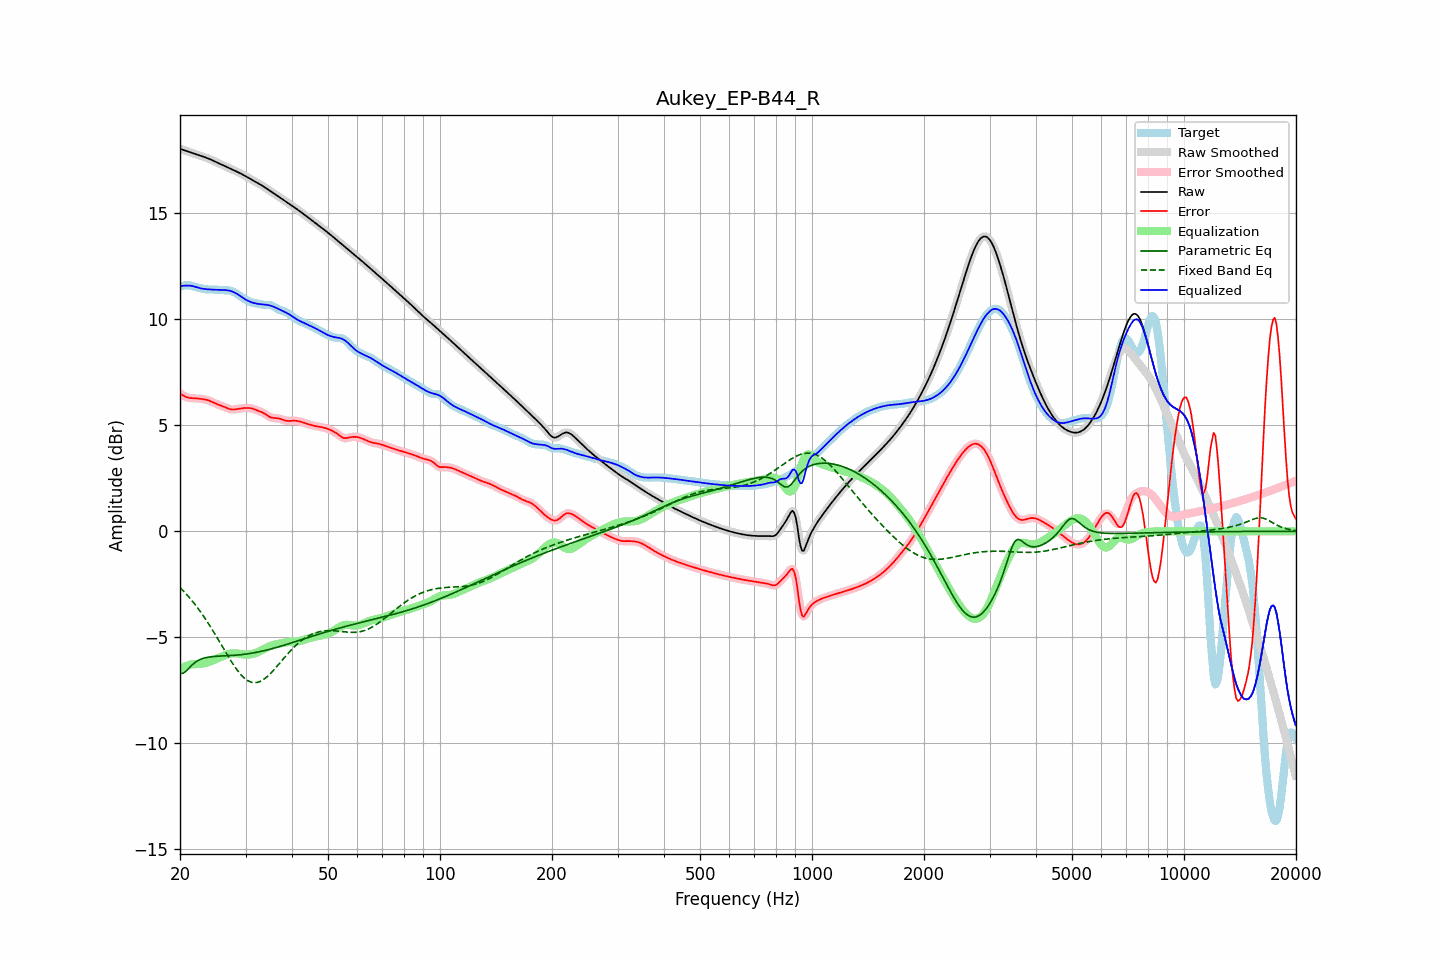 Aukey_EP-B44_R
Target
Raw Smoothed
Error Smoothed
Raw
Error
Equalization
Parametric Eq
Fixed Band Eq
Equalized
Amplitude (dBr)
15
10
5
0
−5
−10
−15
20 50 100 200 500 1000 2000 5000 10000 20000
Frequency (Hz)